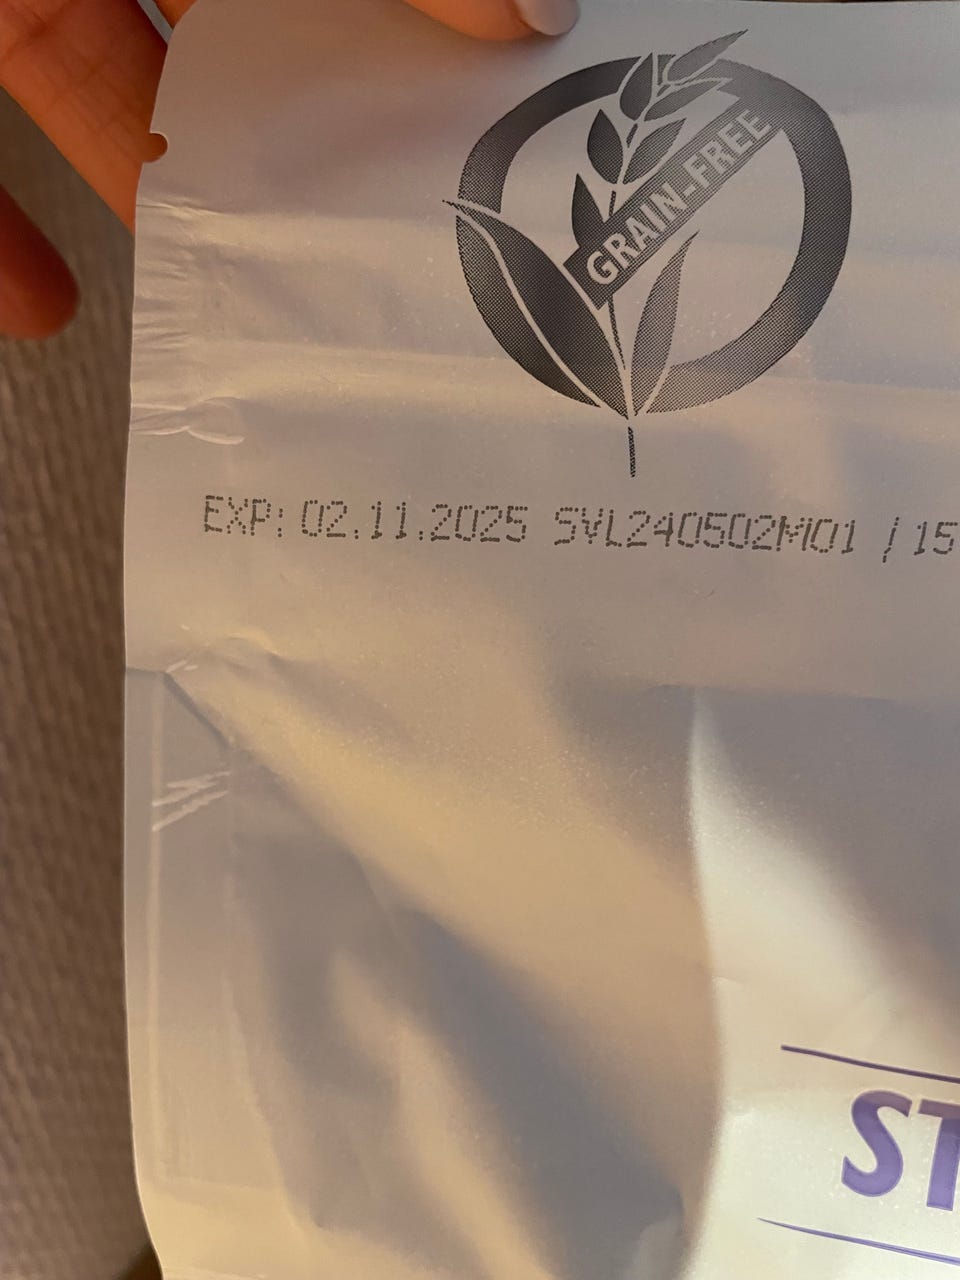 GRAIN-FREE
EXP: 02.11.2025 SVL240502M01 / 15
ST